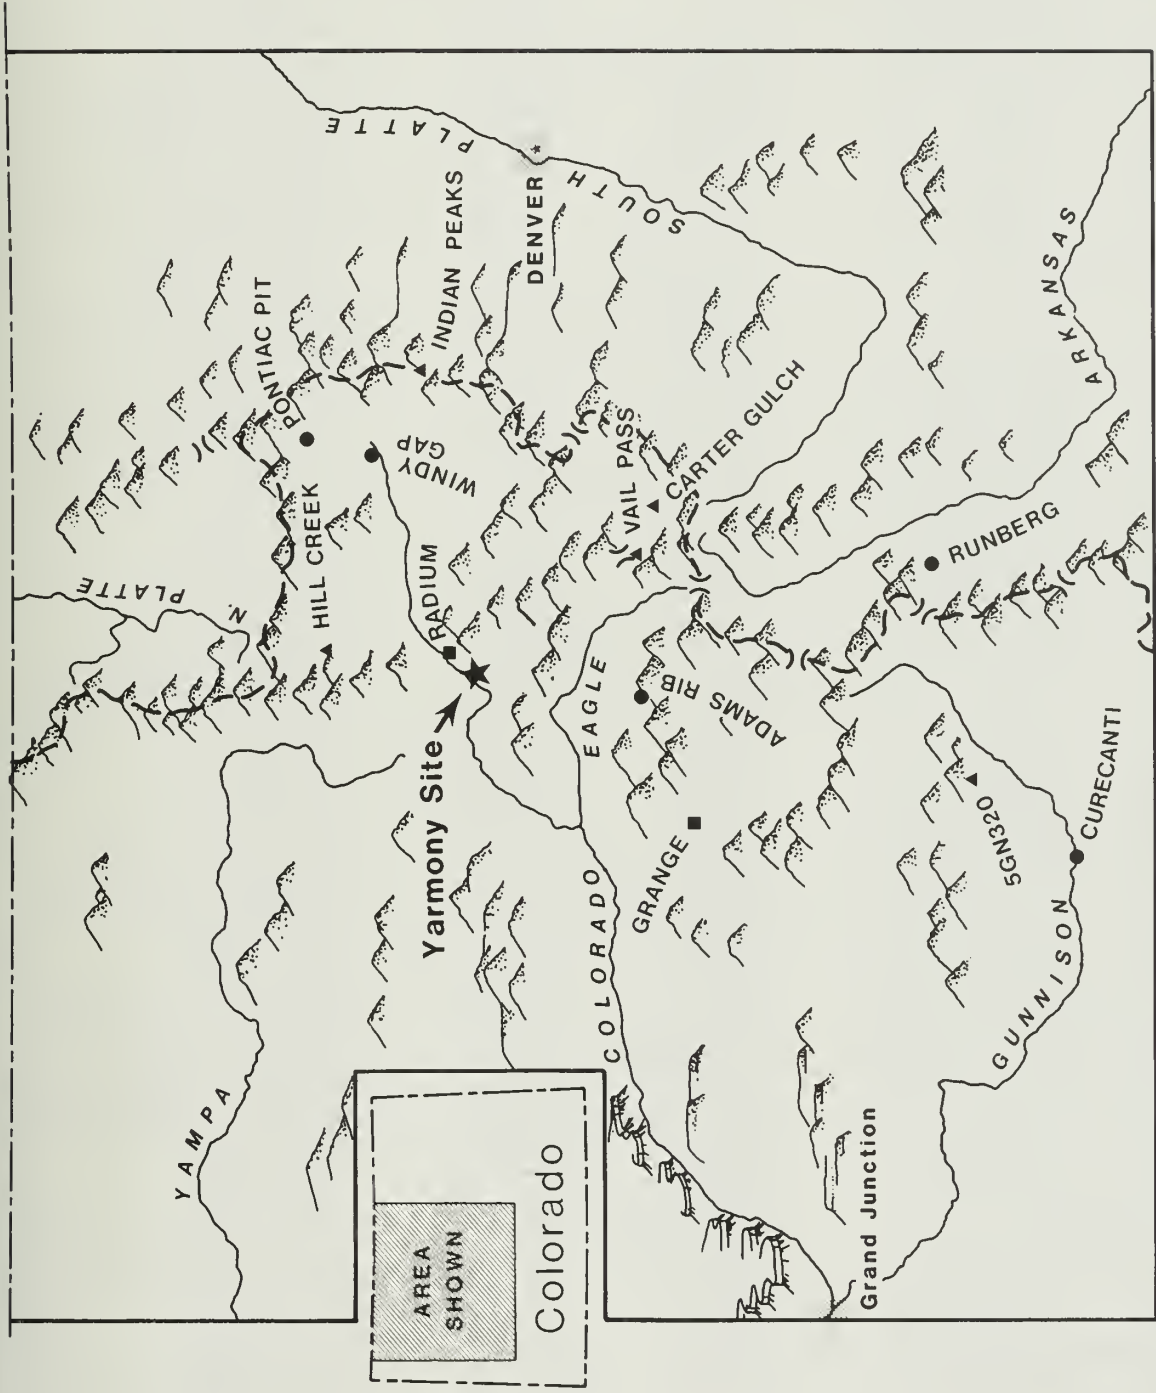 YAMPA
N. PLATTE
HILL CREEK
PONTIAC PIT
WINDY
GAP
INDIAN PEAKS
SOUTH PLATTE
DENVER
RADIUM
Yarmony Site
VAIL PASS
CARTER GULCH
EAGLE
ADAMS RIB
GRANGE
COLORADO
RUNBERG
ARKANSAS
5GN320
CURECANTI
GUNNISON
Grand Junction
AREA
SHOWN
Colorado